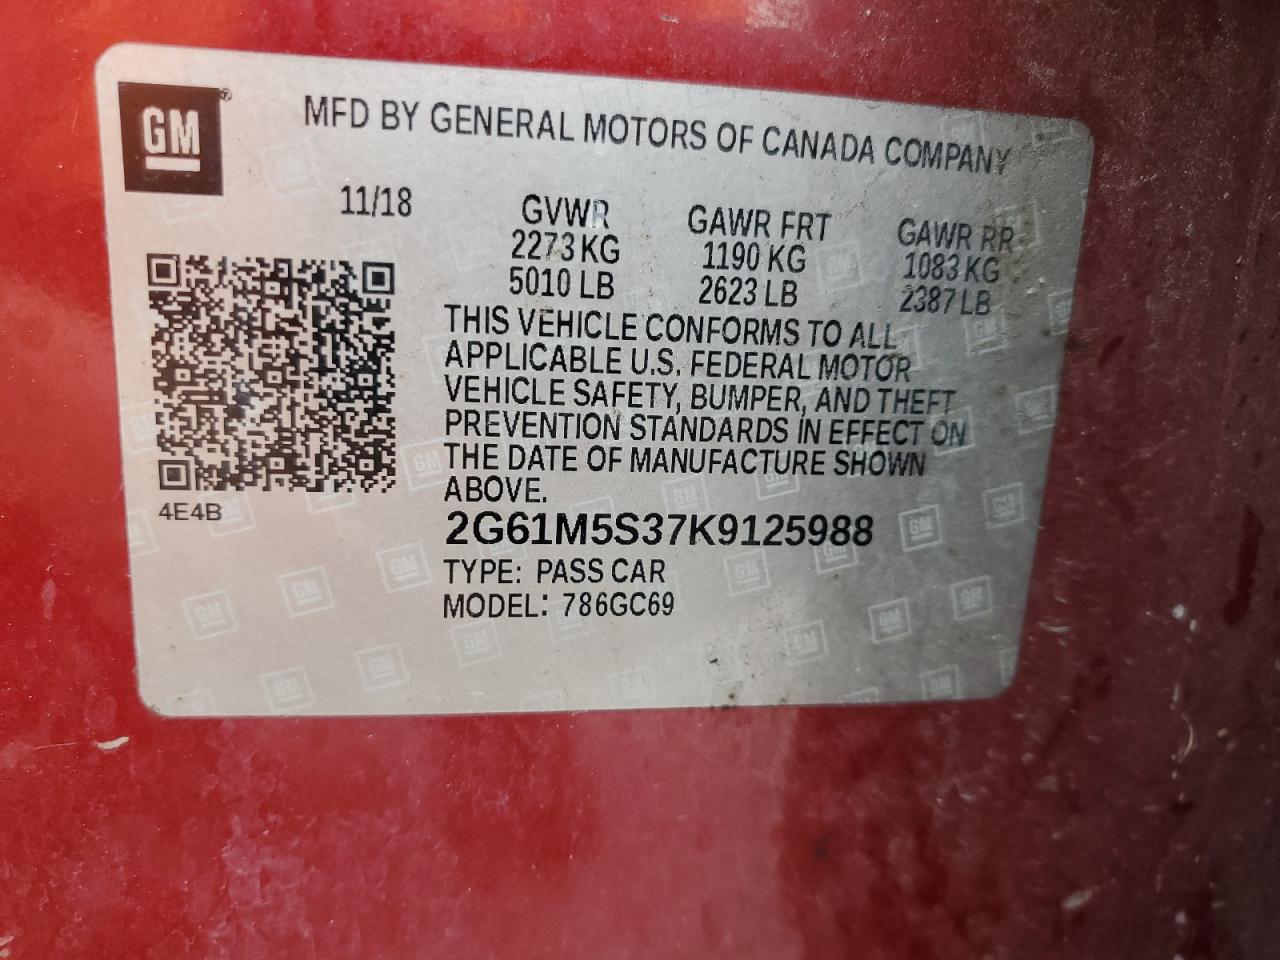 GM
MFD BY GENERAL MOTORS OF CANADA COMPANY
11/18
GVWR GAWR FRT GAWR RR
2273 KG 1190 KG 1083 KG
5010 LB 2623 LB 2387 LB
THIS VEHICLE CONFORMS TO ALL
APPLICABLE U.S. FEDERAL MOTOR
VEHICLE SAFETY, BUMPER, AND THEFT
PREVENTION STANDARDS IN EFFECT ON
THE DATE OF MANUFACTURE SHOWN
ABOVE.
4E4B
2G61M5S37K9125988
TYPE: PASS CAR
MODEL: 786GC69